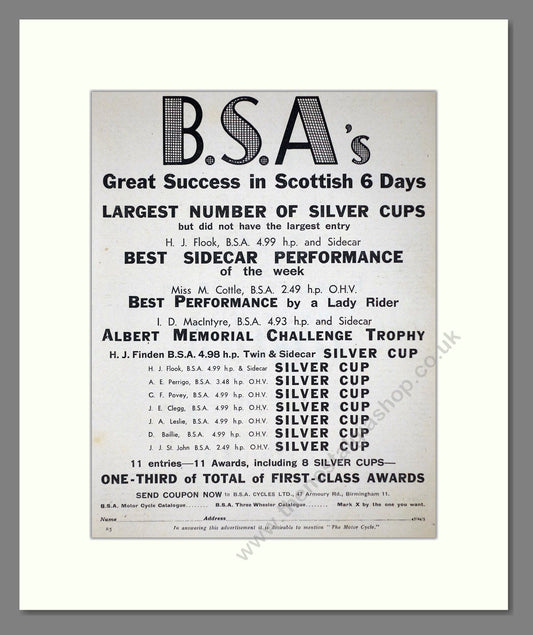 B.S.A's
Great Success in Scottish 6 Days
LARGEST NUMBER OF SILVER CUPS
but did not have the largest entry
H. J. Flook, B.S.A. 4.99 h.p. and Sidecar
BEST SIDECAR PERFORMANCE
of the week
Miss M. Cottle, B.S.A. 2.49 h.p. O.H.V.
BEST PERFORMANCE by a Lady Rider
I. D. MacIntyre, B.S.A. 4.93 h.p. and Sidecar
ALBERT MEMORIAL CHALLENGE TROPHY
H. J. Finden B.S.A. 4.98 h.p. Twin & Sidecar SILVER CUP
H. J. Flook, B.S.A. 4.99 h.p. & Sidecar SILVER CUP
A. E. Perrigo, B.S.A. 3.48 h.p. O.H.V. SILVER CUP
G. F. Povey, B.S.A. 4.99 h.p. O.H.V. SILVER CUP
J. E. Clegg, B.S.A. 4.99 h.p. O.H.V. SILVER CUP
J. A. Leslie, B.S.A. 4.99 h.p. O.H.V. SILVER CUP
D. Baillie, B.S.A. 4.99 h.p. O.H.V. SILVER CUP
J. J. St. John B.S.A. 2.49 h.p. O.H.V. SILVER CUP
11 entries—11 Awards, including 8 SILVER CUPS—
ONE-THIRD of TOTAL of FIRST-CLASS AWARDS
SEND COUPON NOW to B.S.A. CYCLES LTD., 47 Armoury Rd., Birmingham 11.
B.S.A. Motor Cycle Catalogue........ B.S.A. Three Wheeler Catalogue........ Mark X by the one you want.
Name Address
In answering this advertisement it is desirable to mention "The Motor Cycle."